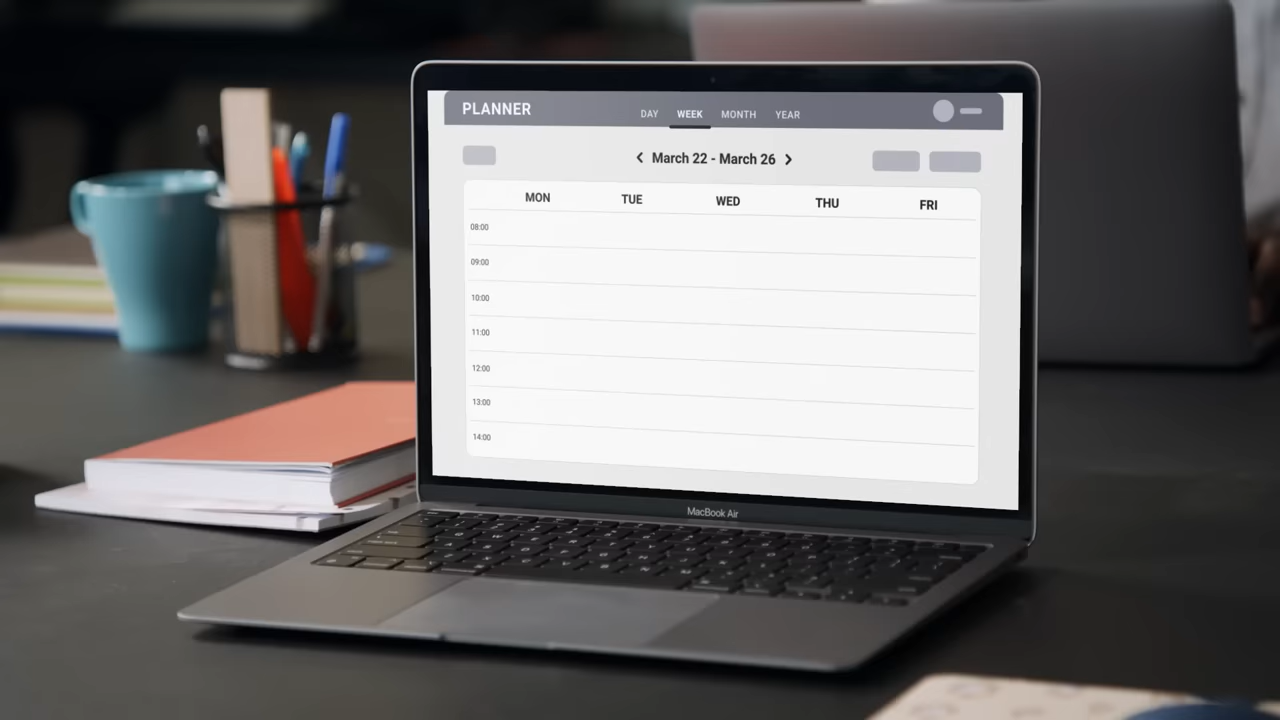 PLANNER
DAY WEEK MONTH YEAR
March 22 - March 26
MON TUE WED THU FRI
08:00
09:00
10:00
11:00
12:00
13:00
14:00
MacBook Air